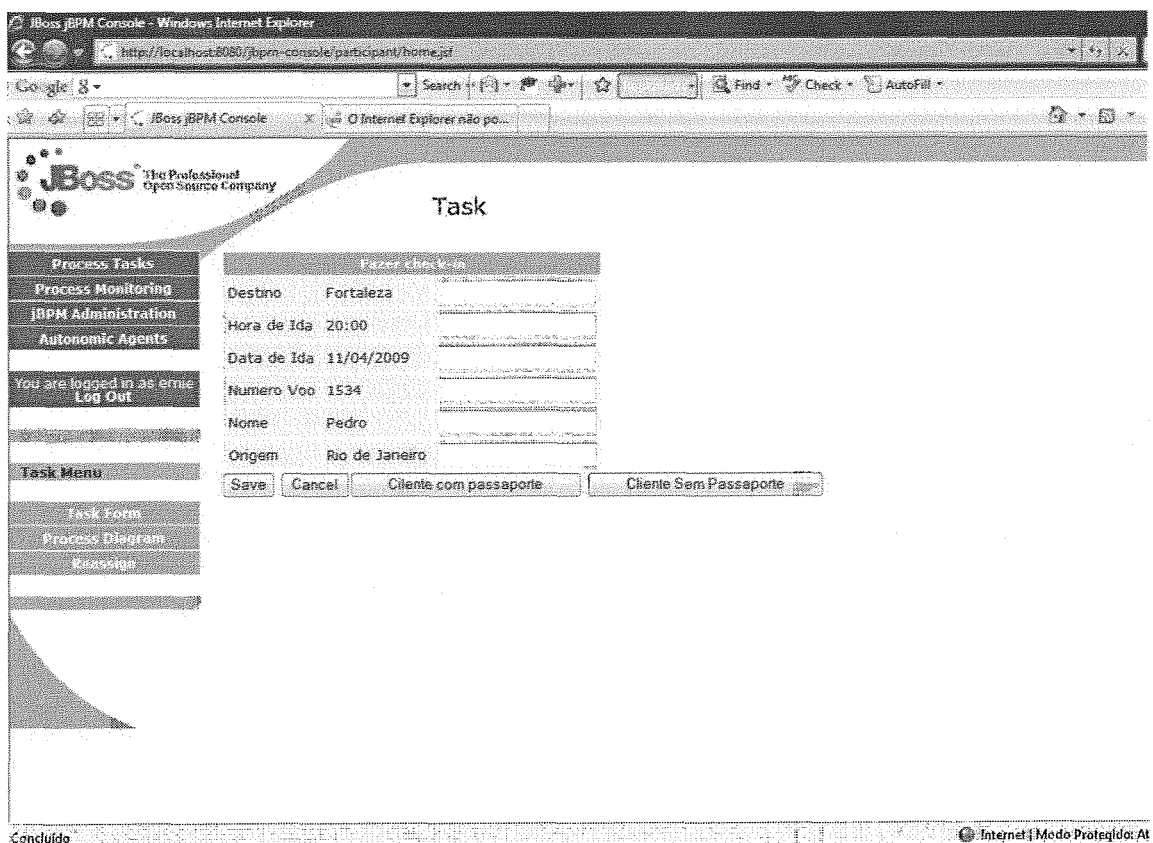 JBoss jBPM Console - Windows Internet Explorer
http://localhost:8080/jbpm-console/participant/home.jsf
Google
Search
Find
Check
AutoFill
JBoss jBPM Console
O Internet Explorer não po...
JBoss The Professional Open Source Company
Task
Process Tasks
Process Monitoring
JBPM Administration
Autonomic Agents
You are logged in as ernie
Log Out
Task Menu
Task Form
Process Diagram
Reassign
Fazer check-in
Destino Fortaleza
Hora de Ida 20:00
Data de Ida 11/04/2009
Numero Voo 1534
Nome Pedro
Origem Rio de Janeiro
Save Cancel Cliente com passaporte Cliente Sem Passaporte
Concluído
Internet | Modo Protegido: At